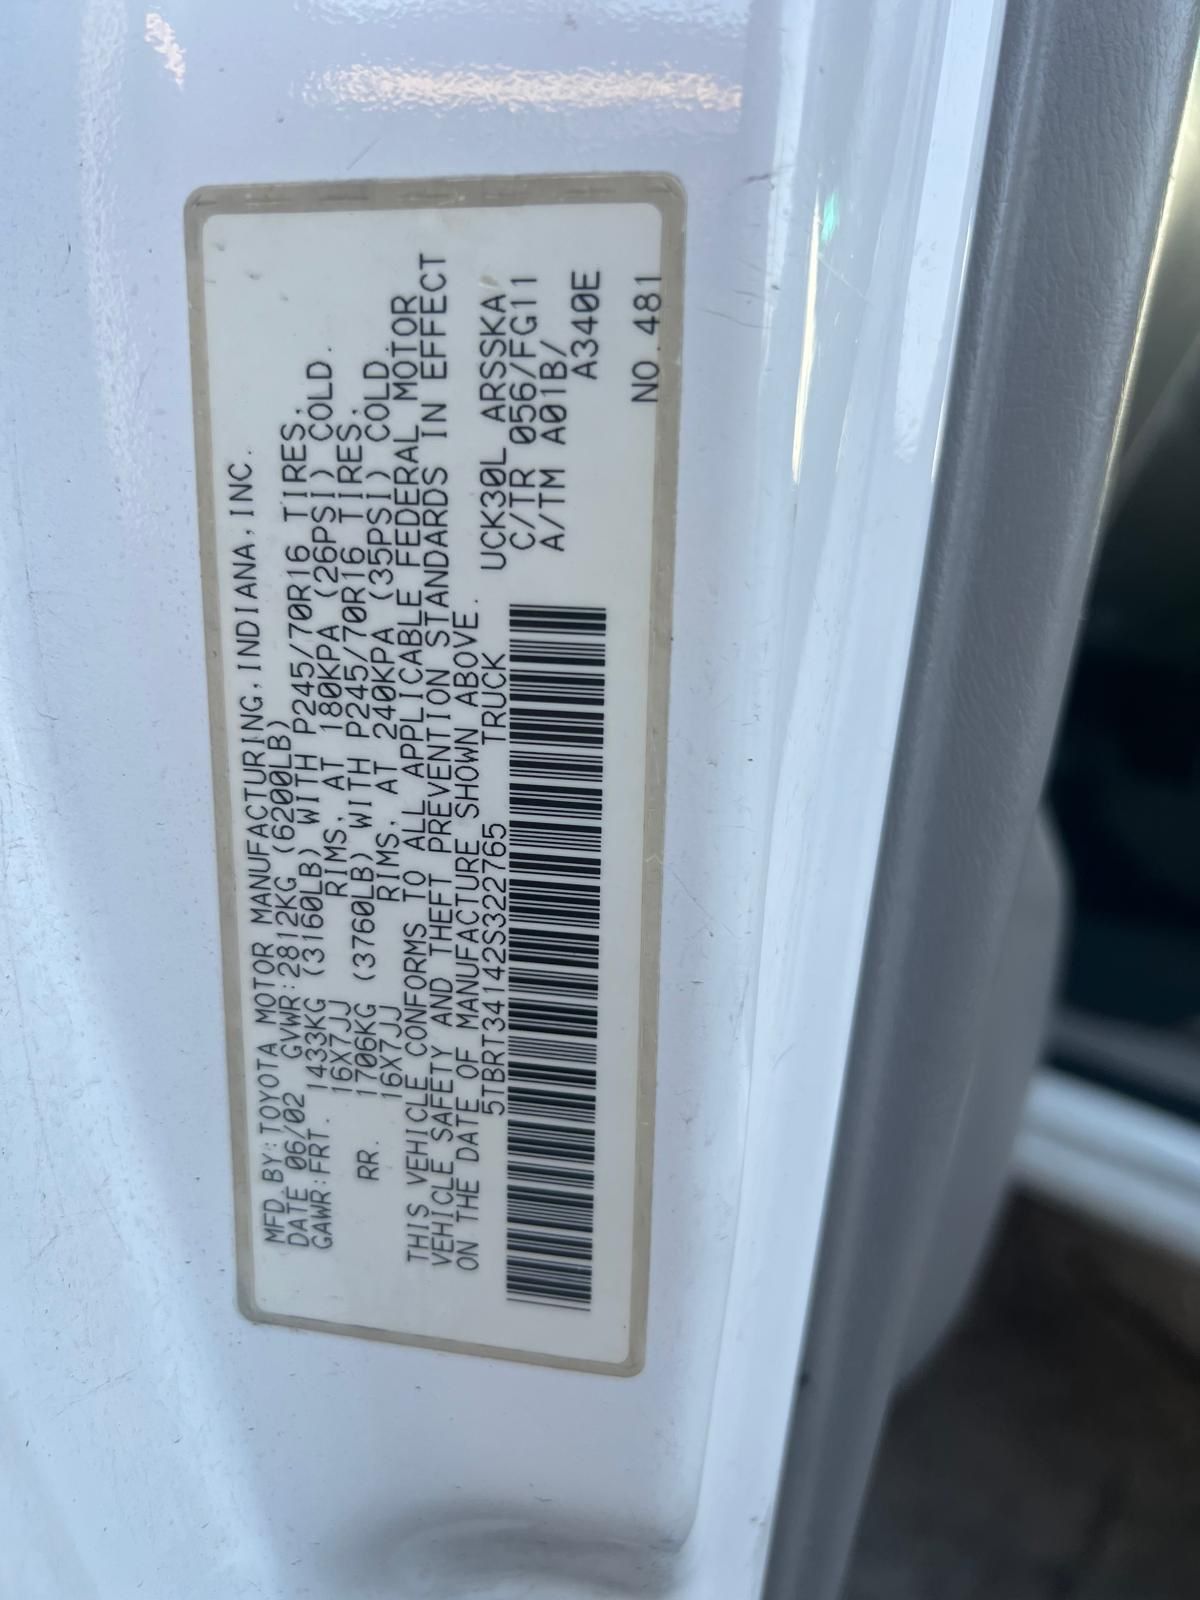 MFD.BY:TOYOTA MOTOR MANUFACTURING,INDIANA,INC.
DATE 06/02 GVWR:2812KG (6200LB)
GAWR:FRT. 1433KG (3160LB) WITH P245/70R16 TIRES,
16X7JJ RIMS, AT 180KPA (26PSI) COLD.
RR. 1706KG (3760LB) WITH P245/70R16 TIRES,
16X7JJ RIMS, AT 240KPA (35PSI) COLD.
THIS VEHICLE CONFORMS TO ALL APPLICABLE FEDERAL MOTOR
VEHICLE SAFETY AND THEFT PREVENTION STANDARDS IN EFFECT
ON THE DATE OF MANUFACTURE SHOWN ABOVE.
5TBRT34142S322765 TRUCK
UCK30L ARSSKA
C/TR 056/FG11
A/TM A01B/
A340E
NO.481